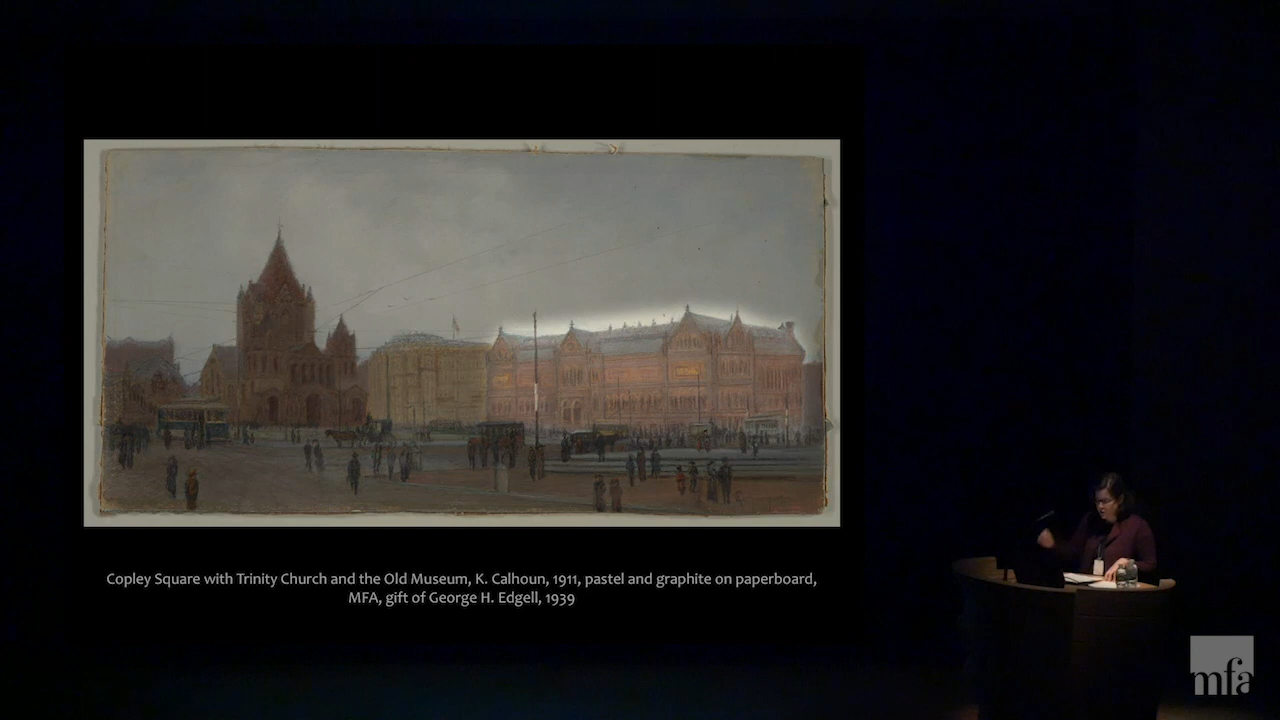 Copley Square with Trinity Church and the Old Museum, K. Calhoun, 1911, pastel and graphite on paperboard,
MFA, gift of George H. Edgell, 1939
mfa